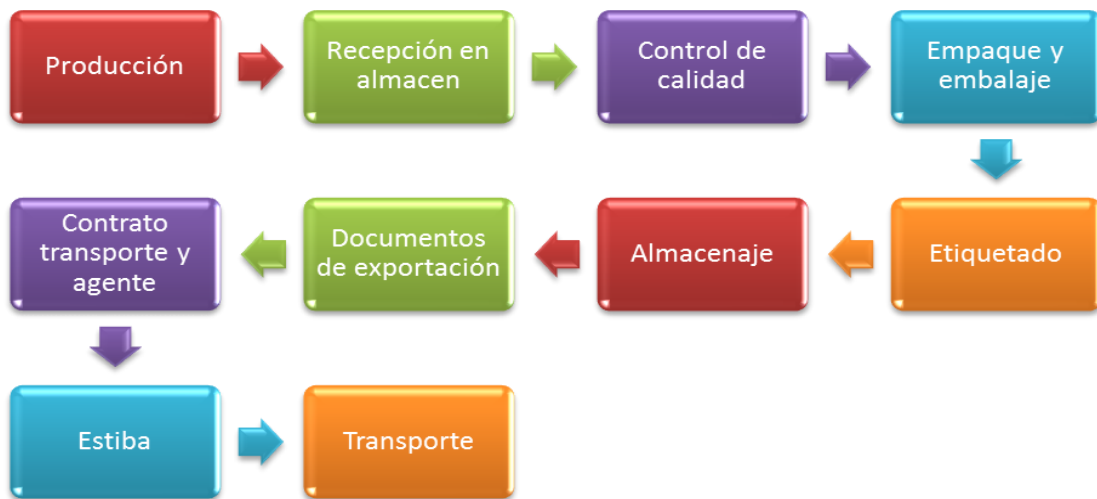 Producción
Recepción en
almacen
Control de
calidad
Empaque y
embalaje
Etiquetado
Almacenaje
Documentos
de exportación
Contrato
transporte y
agente
Estiba
Transporte